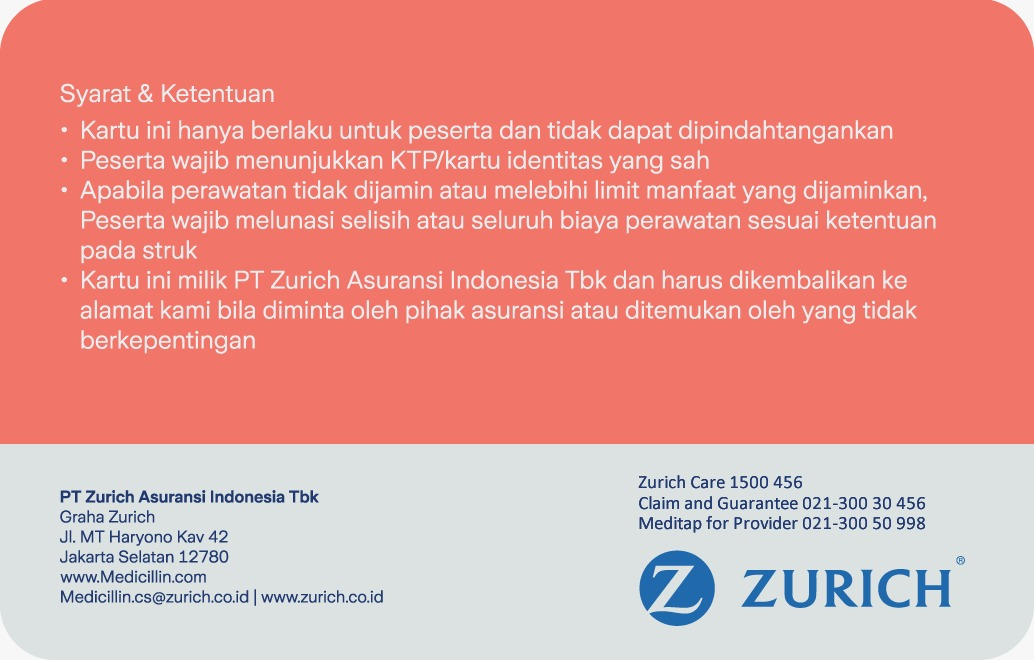 Syarat & Ketentuan
• Kartu ini hanya berlaku untuk peserta dan tidak dapat dipindahtangankan
• Peserta wajib menunjukkan KTP/kartu identitas yang sah
• Apabila perawatan tidak dijamin atau melebihi limit manfaat yang dijaminkan,
Peserta wajib melunasi selisih atau seluruh biaya perawatan sesuai ketentuan
pada struk
• Kartu ini milik PT Zurich Asuransi Indonesia Tbk dan harus dikembalikan ke
alamat kami bila diminta oleh pihak asuransi atau ditemukan oleh yang tidak
berkepentingan
PT Zurich Asuransi Indonesia Tbk
Graha Zurich
Jl. MT Haryono Kav 42
Jakarta Selatan 12780
www.Medicillin.com
Medicillin.cs@zurich.co.id | www.zurich.co.id
Zurich Care 1500 456
Claim and Guarantee 021-300 30 456
Meditap for Provider 021-300 50 998
Z ZURICH®